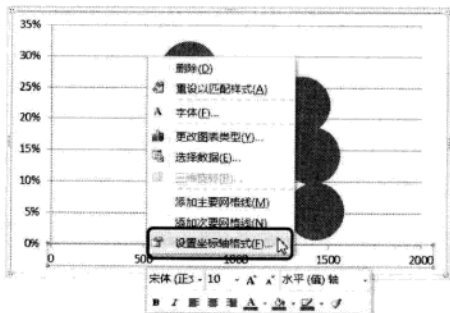 35%
30%
25%
20%
15%
10%
5%
0%
0 500 1000 1500 2000
删除(D)
重设以匹配样式(A)
A 字体(F)...
更改图表类型(Y)...
选择数据(E)...
三维旋转(R)...
添加主要网格线(M)
添加次要网格线(N)
设置坐标轴格式(F)...
宋体 (正文 10 A A 水平 (值) 轴
B I A